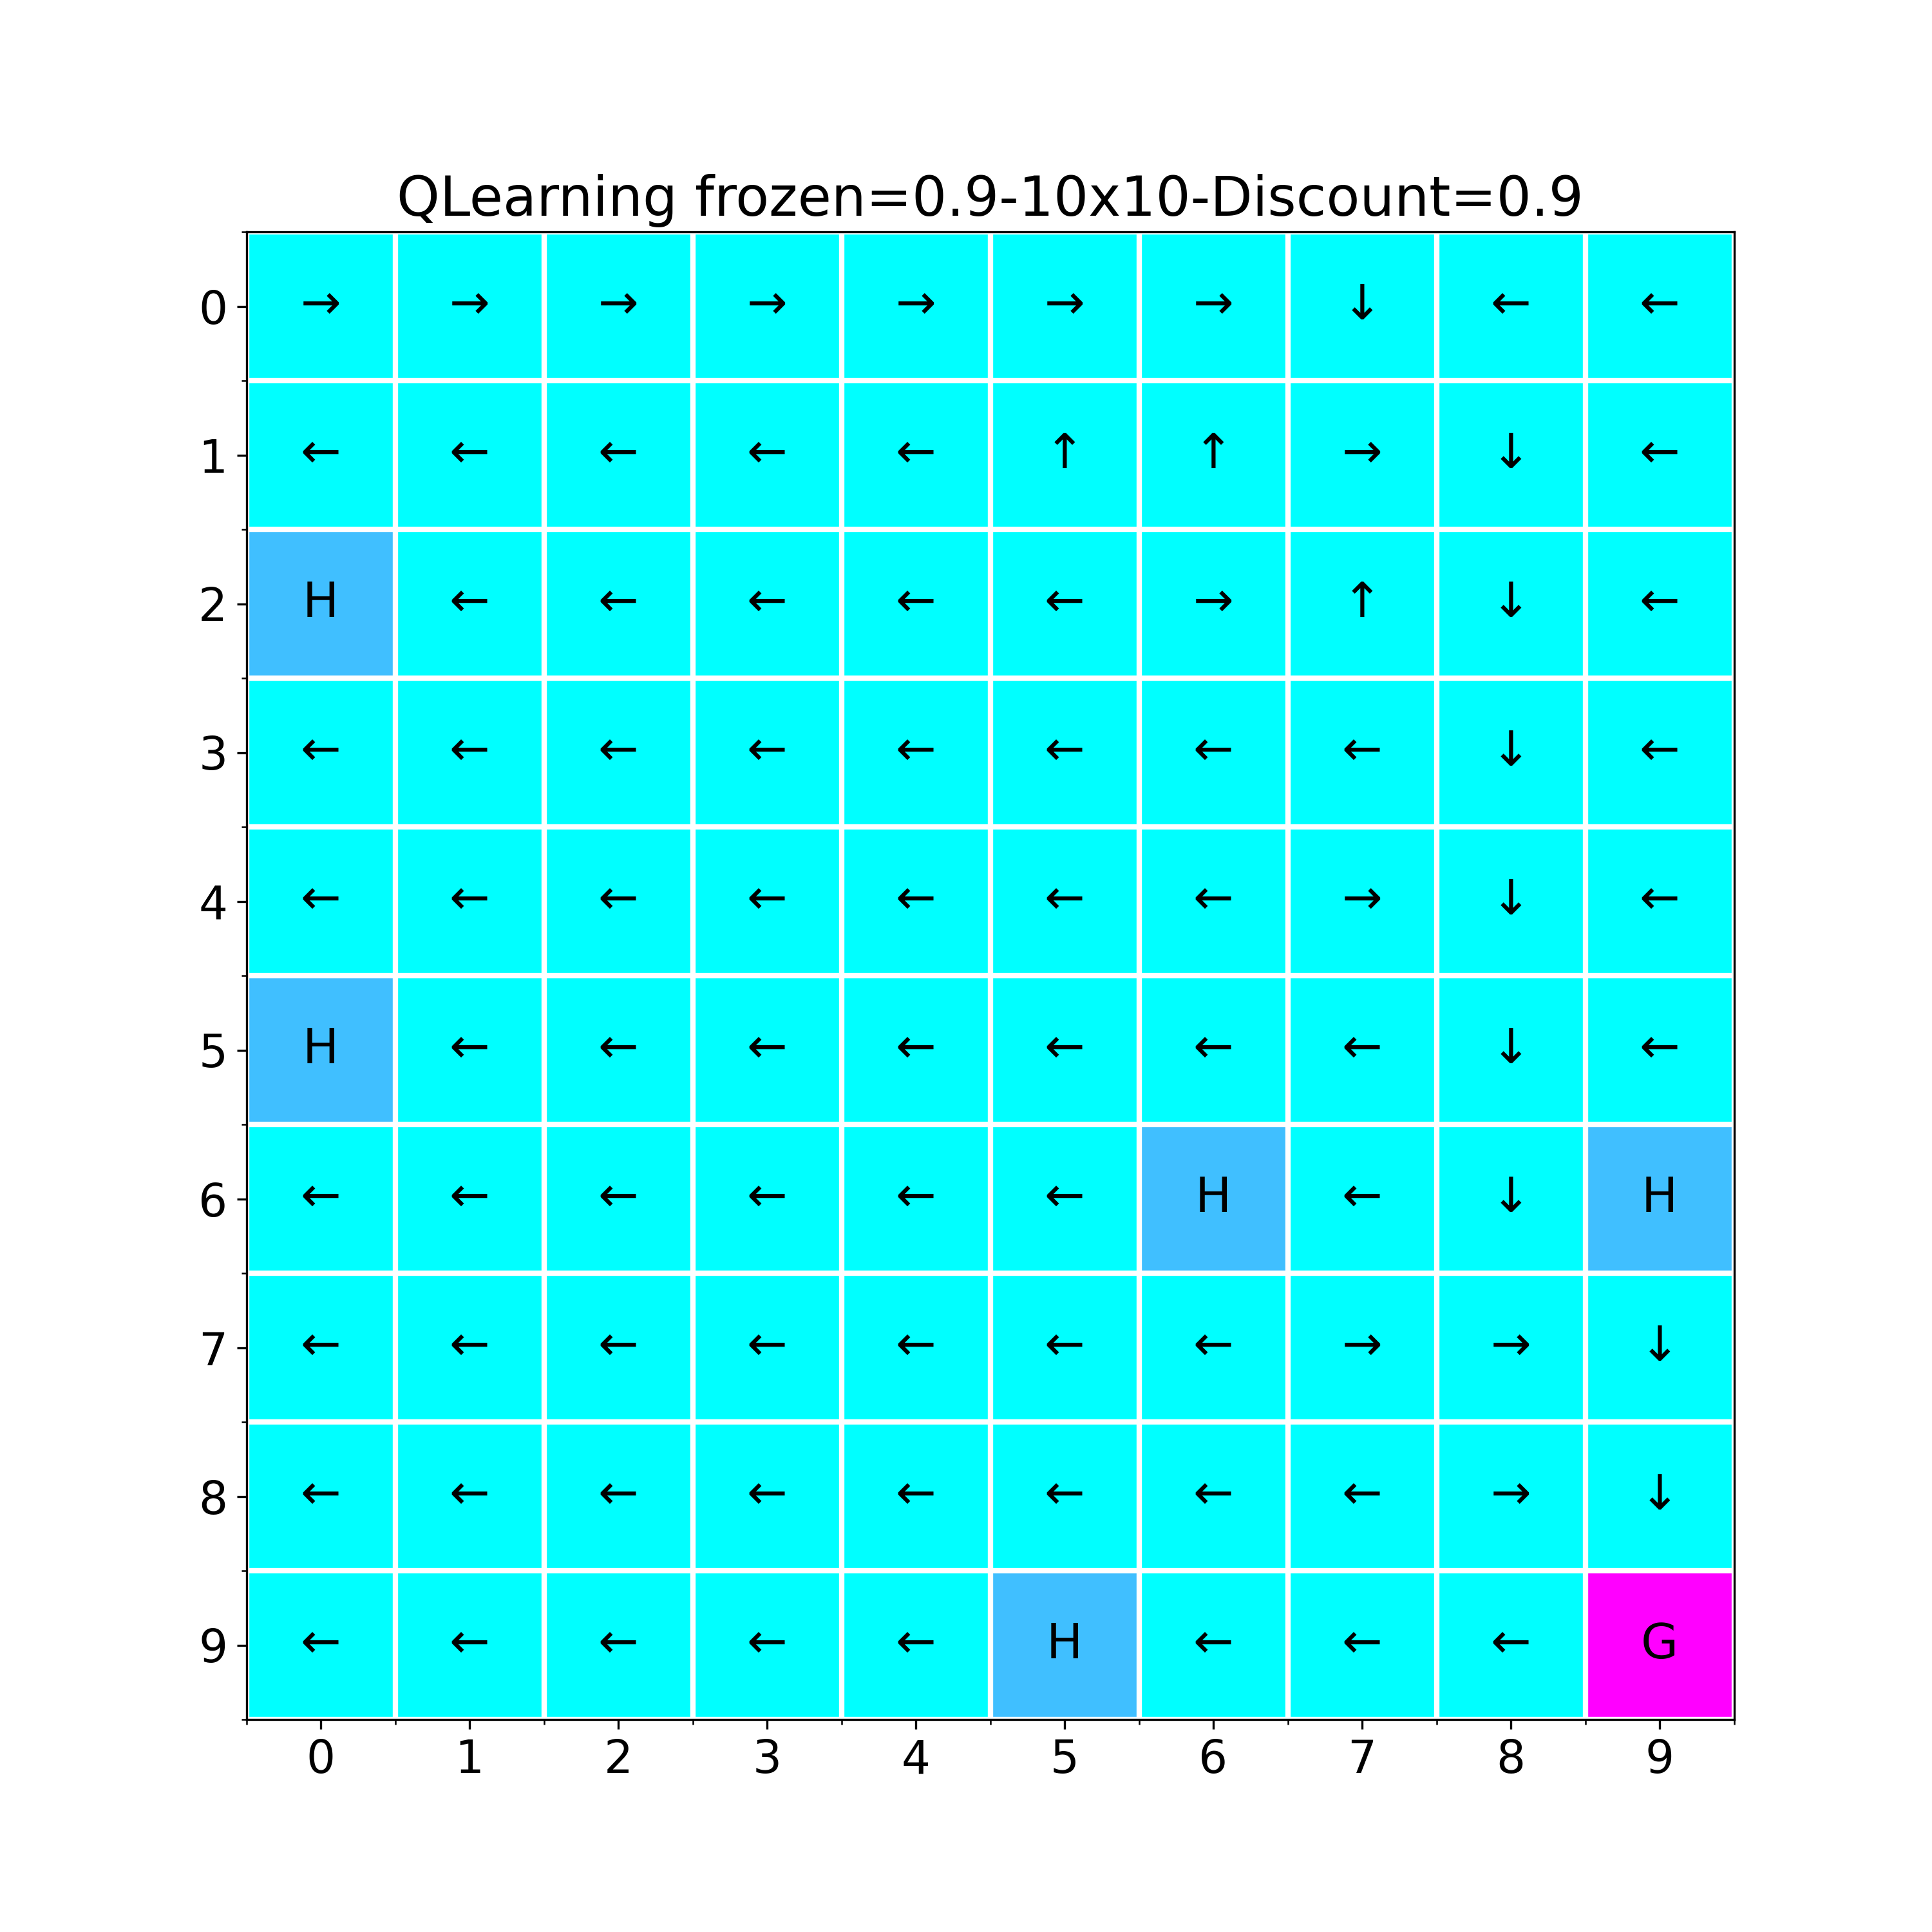 QLearning frozen=0.9-10x10-Discount=0.9
0 → → → → → → → ↓ ← ←
1 ← ← ← ← ← ↑ ↑ → ↓ ←
2 H ← ← ← ← ← → ↑ ↓ ←
3 ← ← ← ← ← ← ← ← ↓ ←
4 ← ← ← ← ← ← ← → ↓ ←
5 H ← ← ← ← ← ← ← ↓ ←
6 ← ← ← ← ← ← H ← ↓ H
7 ← ← ← ← ← ← ← → → ↓
8 ← ← ← ← ← ← ← ← → ↓
9 ← ← ← ← ← H ← ← ← G
0 1 2 3 4 5 6 7 8 9